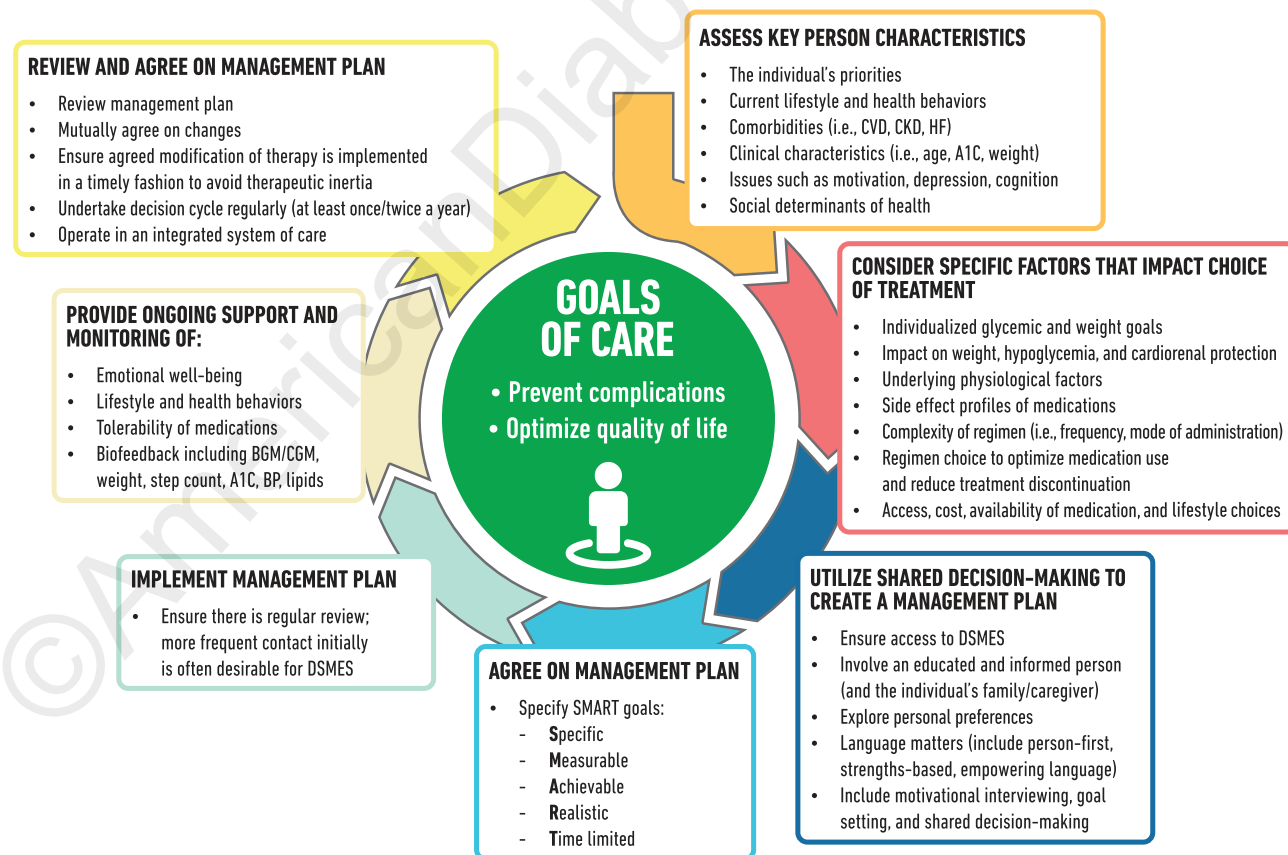 GOALS
OF CARE
• Prevent complications
• Optimize quality of life
ASSESS KEY PERSON CHARACTERISTICS
• The individual's priorities
• Current lifestyle and health behaviors
• Comorbidities (i.e., CVD, CKD, HF)
• Clinical characteristics (i.e., age, A1C, weight)
• Issues such as motivation, depression, cognition
• Social determinants of health
CONSIDER SPECIFIC FACTORS THAT IMPACT CHOICE
OF TREATMENT
• Individualized glycemic and weight goals
• Impact on weight, hypoglycemia, and cardiorenal protection
• Underlying physiological factors
• Side effect profiles of medications
• Complexity of regimen (i.e., frequency, mode of administration)
• Regimen choice to optimize medication use
and reduce treatment discontinuation
• Access, cost, availability of medication, and lifestyle choices
UTILIZE SHARED DECISION-MAKING TO
CREATE A MANAGEMENT PLAN
• Ensure access to DSMES
• Involve an educated and informed person
(and the individual's family/caregiver)
• Explore personal preferences
• Language matters (include person-first,
strengths-based, empowering language)
• Include motivational interviewing, goal
setting, and shared decision-making
AGREE ON MANAGEMENT PLAN
• Specify SMART goals:
- Specific
- Measurable
- Achievable
- Realistic
- Time limited
IMPLEMENT MANAGEMENT PLAN
• Ensure there is regular review;
more frequent contact initially
is often desirable for DSMES
PROVIDE ONGOING SUPPORT AND
MONITORING OF:
• Emotional well-being
• Lifestyle and health behaviors
• Tolerability of medications
• Biofeedback including BGM/CGM,
weight, step count, A1C, BP, lipids
REVIEW AND AGREE ON MANAGEMENT PLAN
• Review management plan
• Mutually agree on changes
• Ensure agreed modification of therapy is implemented
in a timely fashion to avoid therapeutic inertia
• Undertake decision cycle regularly (at least once/twice a year)
• Operate in an integrated system of care
©AmericanDiab